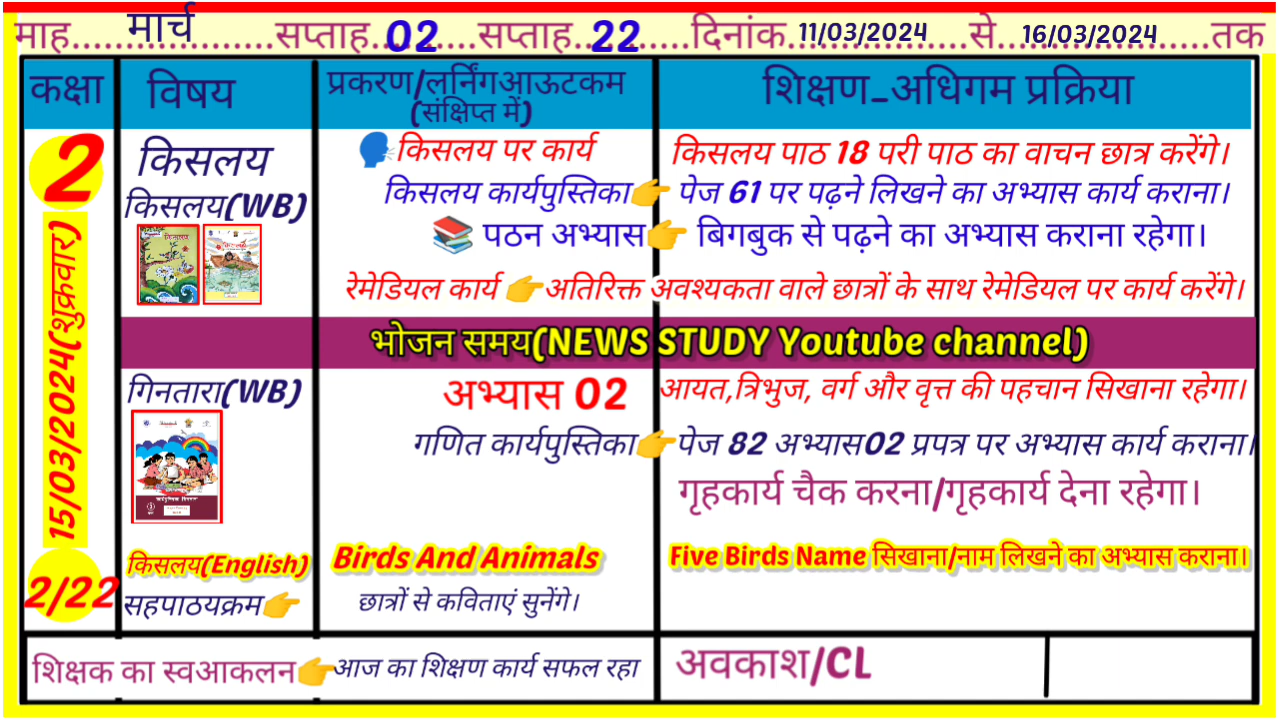 माह....................सप्ताह..........सप्ताह..........दिनांक....................से....................तक
मार्च 02 22 11/03/2024 16/03/2024
कक्षा विषय प्रकरण/लर्निंगआऊटकम शिक्षण-अधिगम प्रक्रिया
(संक्षिप्त में)
2 किसलय 🗣️किसलय पर कार्य किसलय पाठ 18 परी पाठ का वाचन छात्र करेंगे।
किसलय(WB) किसलय कार्यपुस्तिका👉 पेज 61 पर पढ़ने लिखने का अभ्यास कार्य कराना।
📚 पठन अभ्यास👉 बिगबुक से पढ़ने का अभ्यास कराना रहेगा।
किसलय
रेमेडियल कार्य 👉अतिरिक्त अवश्यकता वाले छात्रों के साथ रेमेडियल पर कार्य करेंगे।
15/03/2024(शुक्रवार)
भोजन समय(NEWS STUDY Youtube channel)
गिनतारा(WB) अभ्यास 02 आयत,त्रिभुज, वर्ग और वृत्त की पहचान सिखाना रहेगा।
गणित कार्यपुस्तिका👉पेज 82 अभ्यास02 प्रपत्र पर अभ्यास कार्य कराना।
गृहकार्य चैक करना/गृहकार्य देना रहेगा।
2/22 किसलय(English) Birds And Animals Five Birds Name सिखाना/नाम लिखने का अभ्यास कराना।
सहपाठयक्रम👉 छात्रों से कविताएं सुनेंगे।
शिक्षक का स्वआकलन👉आज का शिक्षण कार्य सफल रहा अवकाश/CL